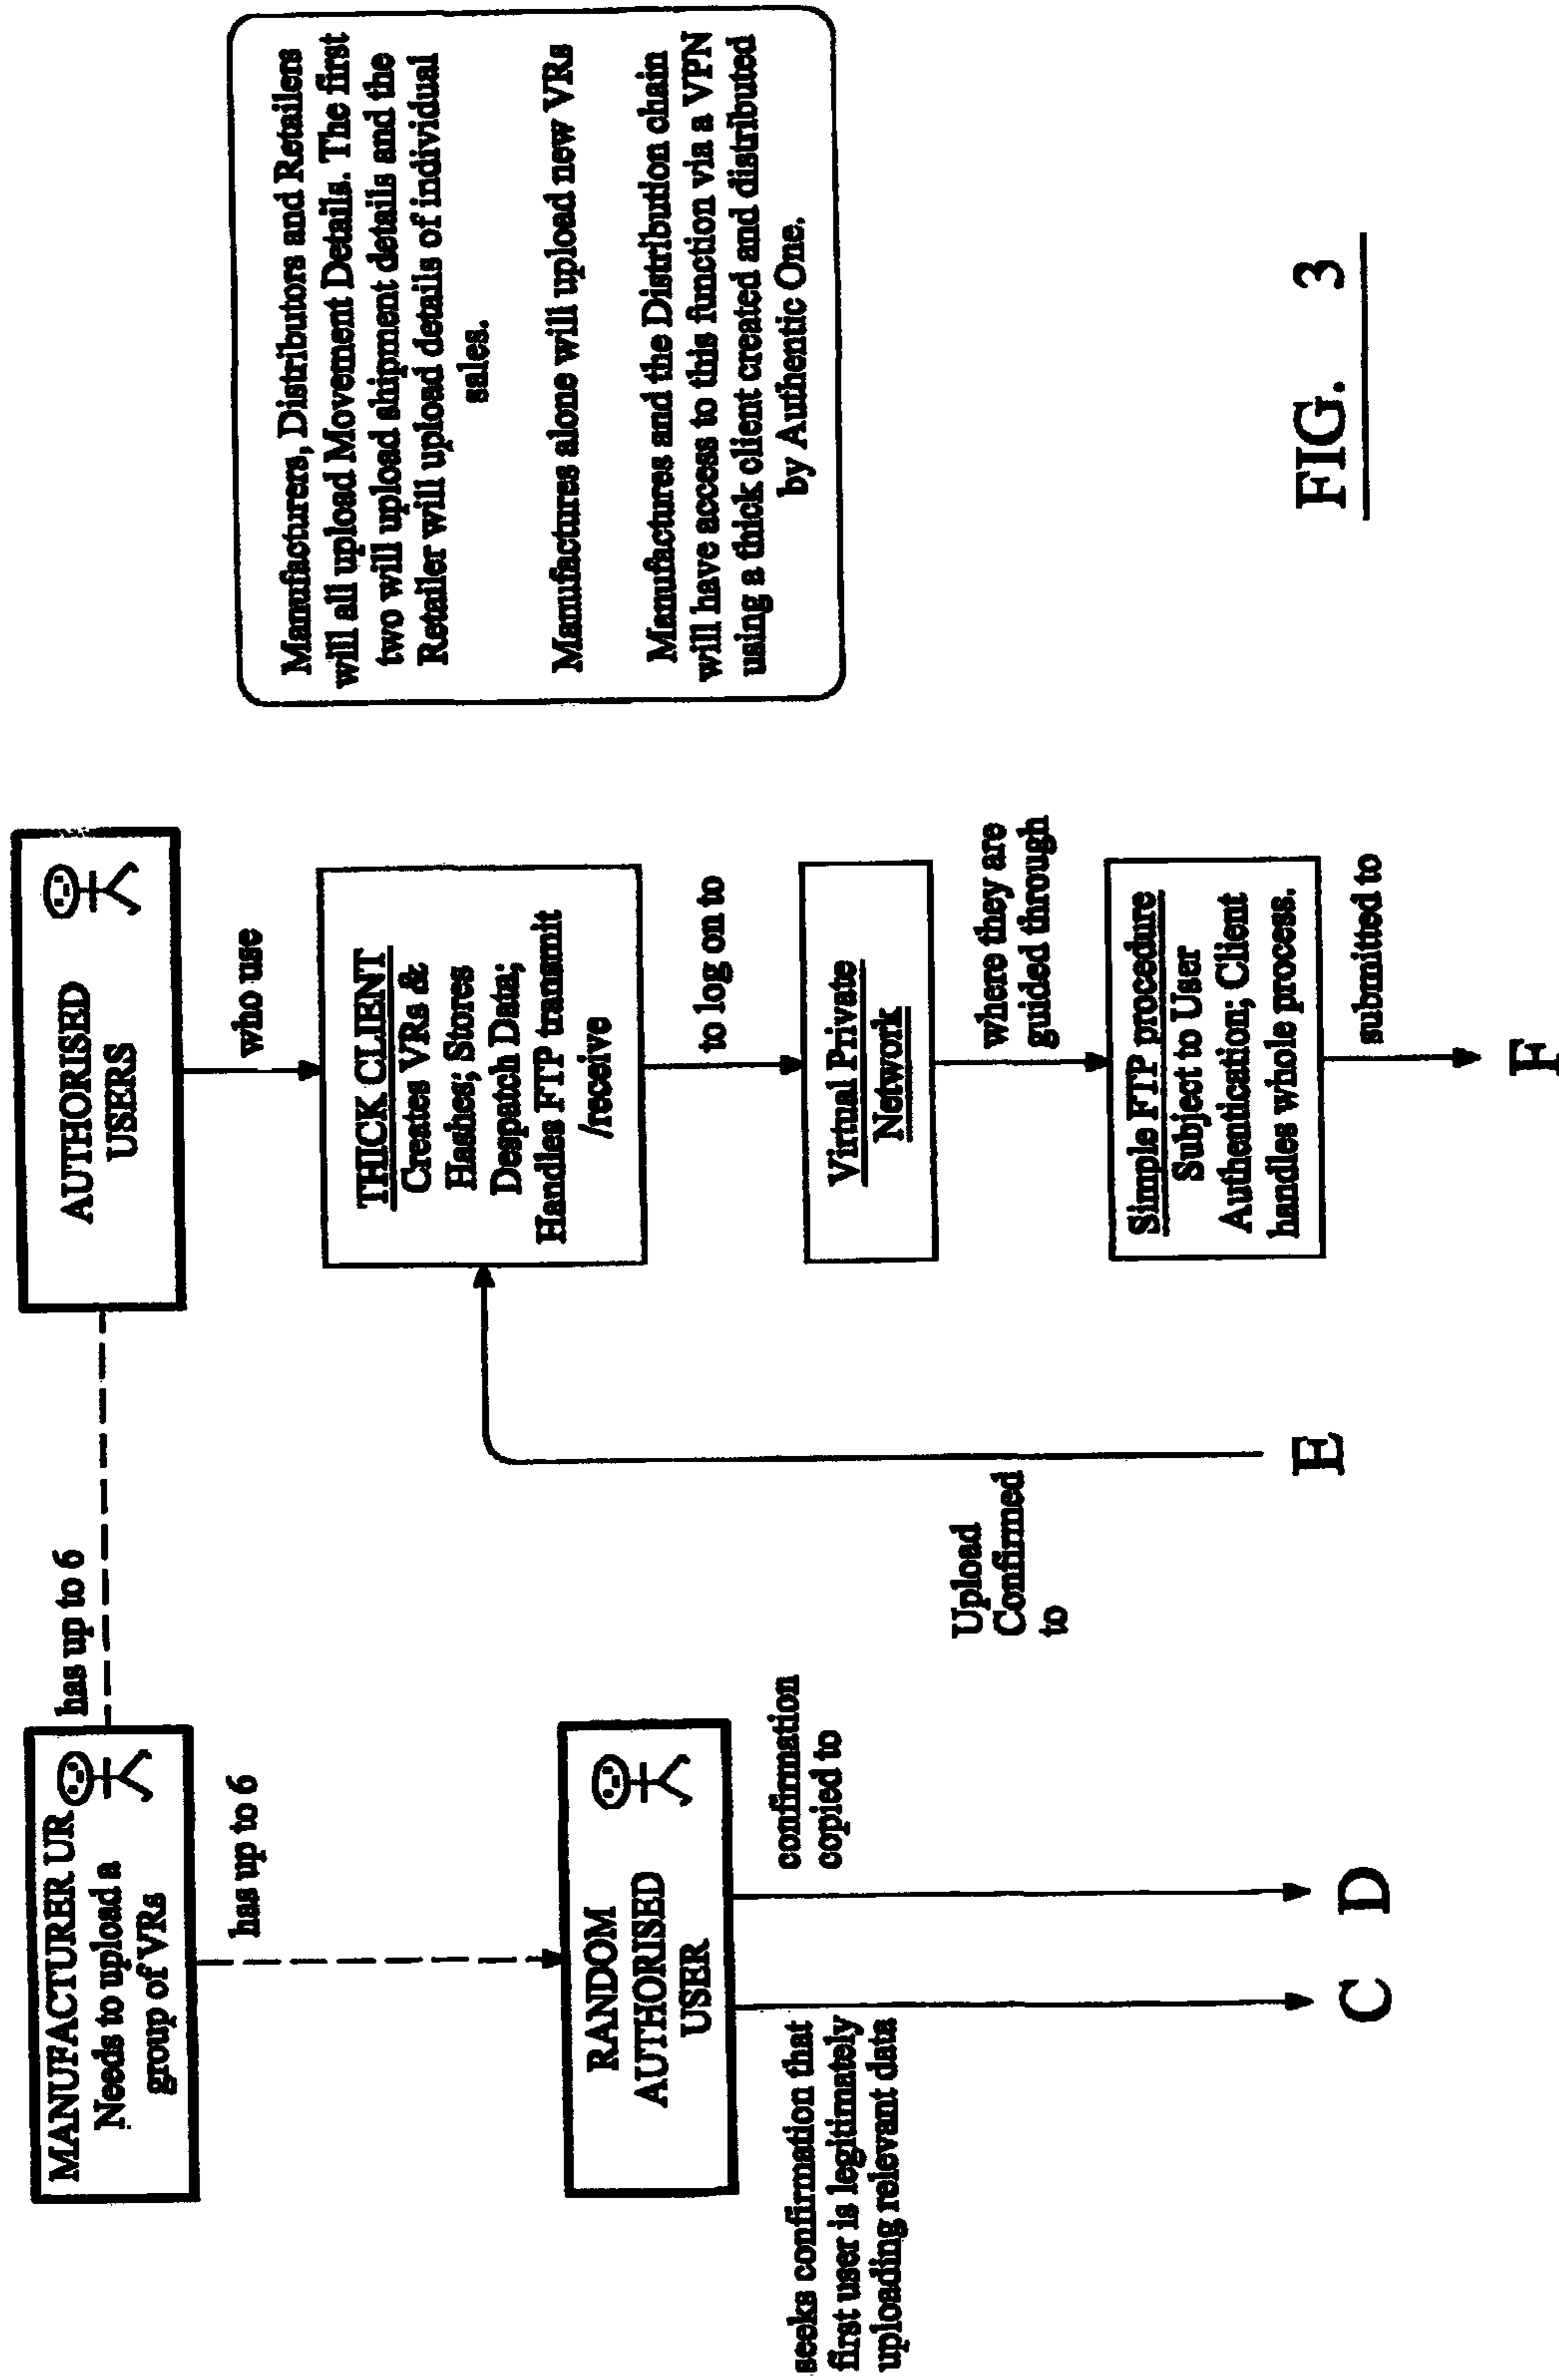 MANUFACTURER UR
Needs to upload a
group of VRs
has up to 6
has up to 6
AUTHORISED
USERS
who use
THICK CLIENT
Creates VRs &
Hashes; Stores
Despatch Data;
Handles FTP transmit
/receive
to log on to
Virtual Private
Network
where they are
guided through
Simple FTP procedure
Subject to User
Authentication; Client
handles whole process.
submitted to
F
Upload
Confirmed
to
E
RANDOM
AUTHORISED
USER
seeks confirmation that
first user is legitimately
uploading relevant data
confirmation
copied to
C
D
Manufacturers, Distributors and Retailers
will all upload Movement Details. The first
two will upload shipment details and the
Retailer will upload details of individual
sales.
Manufactures alone will upload new VRs
Manufactures and the Distribution chain
will have access to this function via a VPN
using a thick client created and distributed
by Authentic One.
FIG. 3